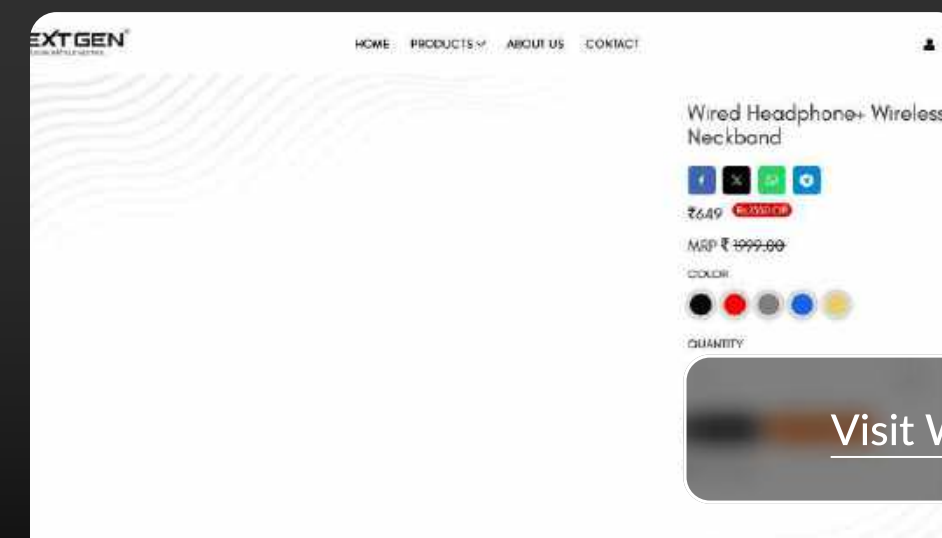 EXTGEN
HOME PRODUCTS ABOUT US CONTACT
Wired Headphone+ Wireless
Neckband
₹649
MRP ₹ 1999.00
COLOR
QUANTITY
Visit W